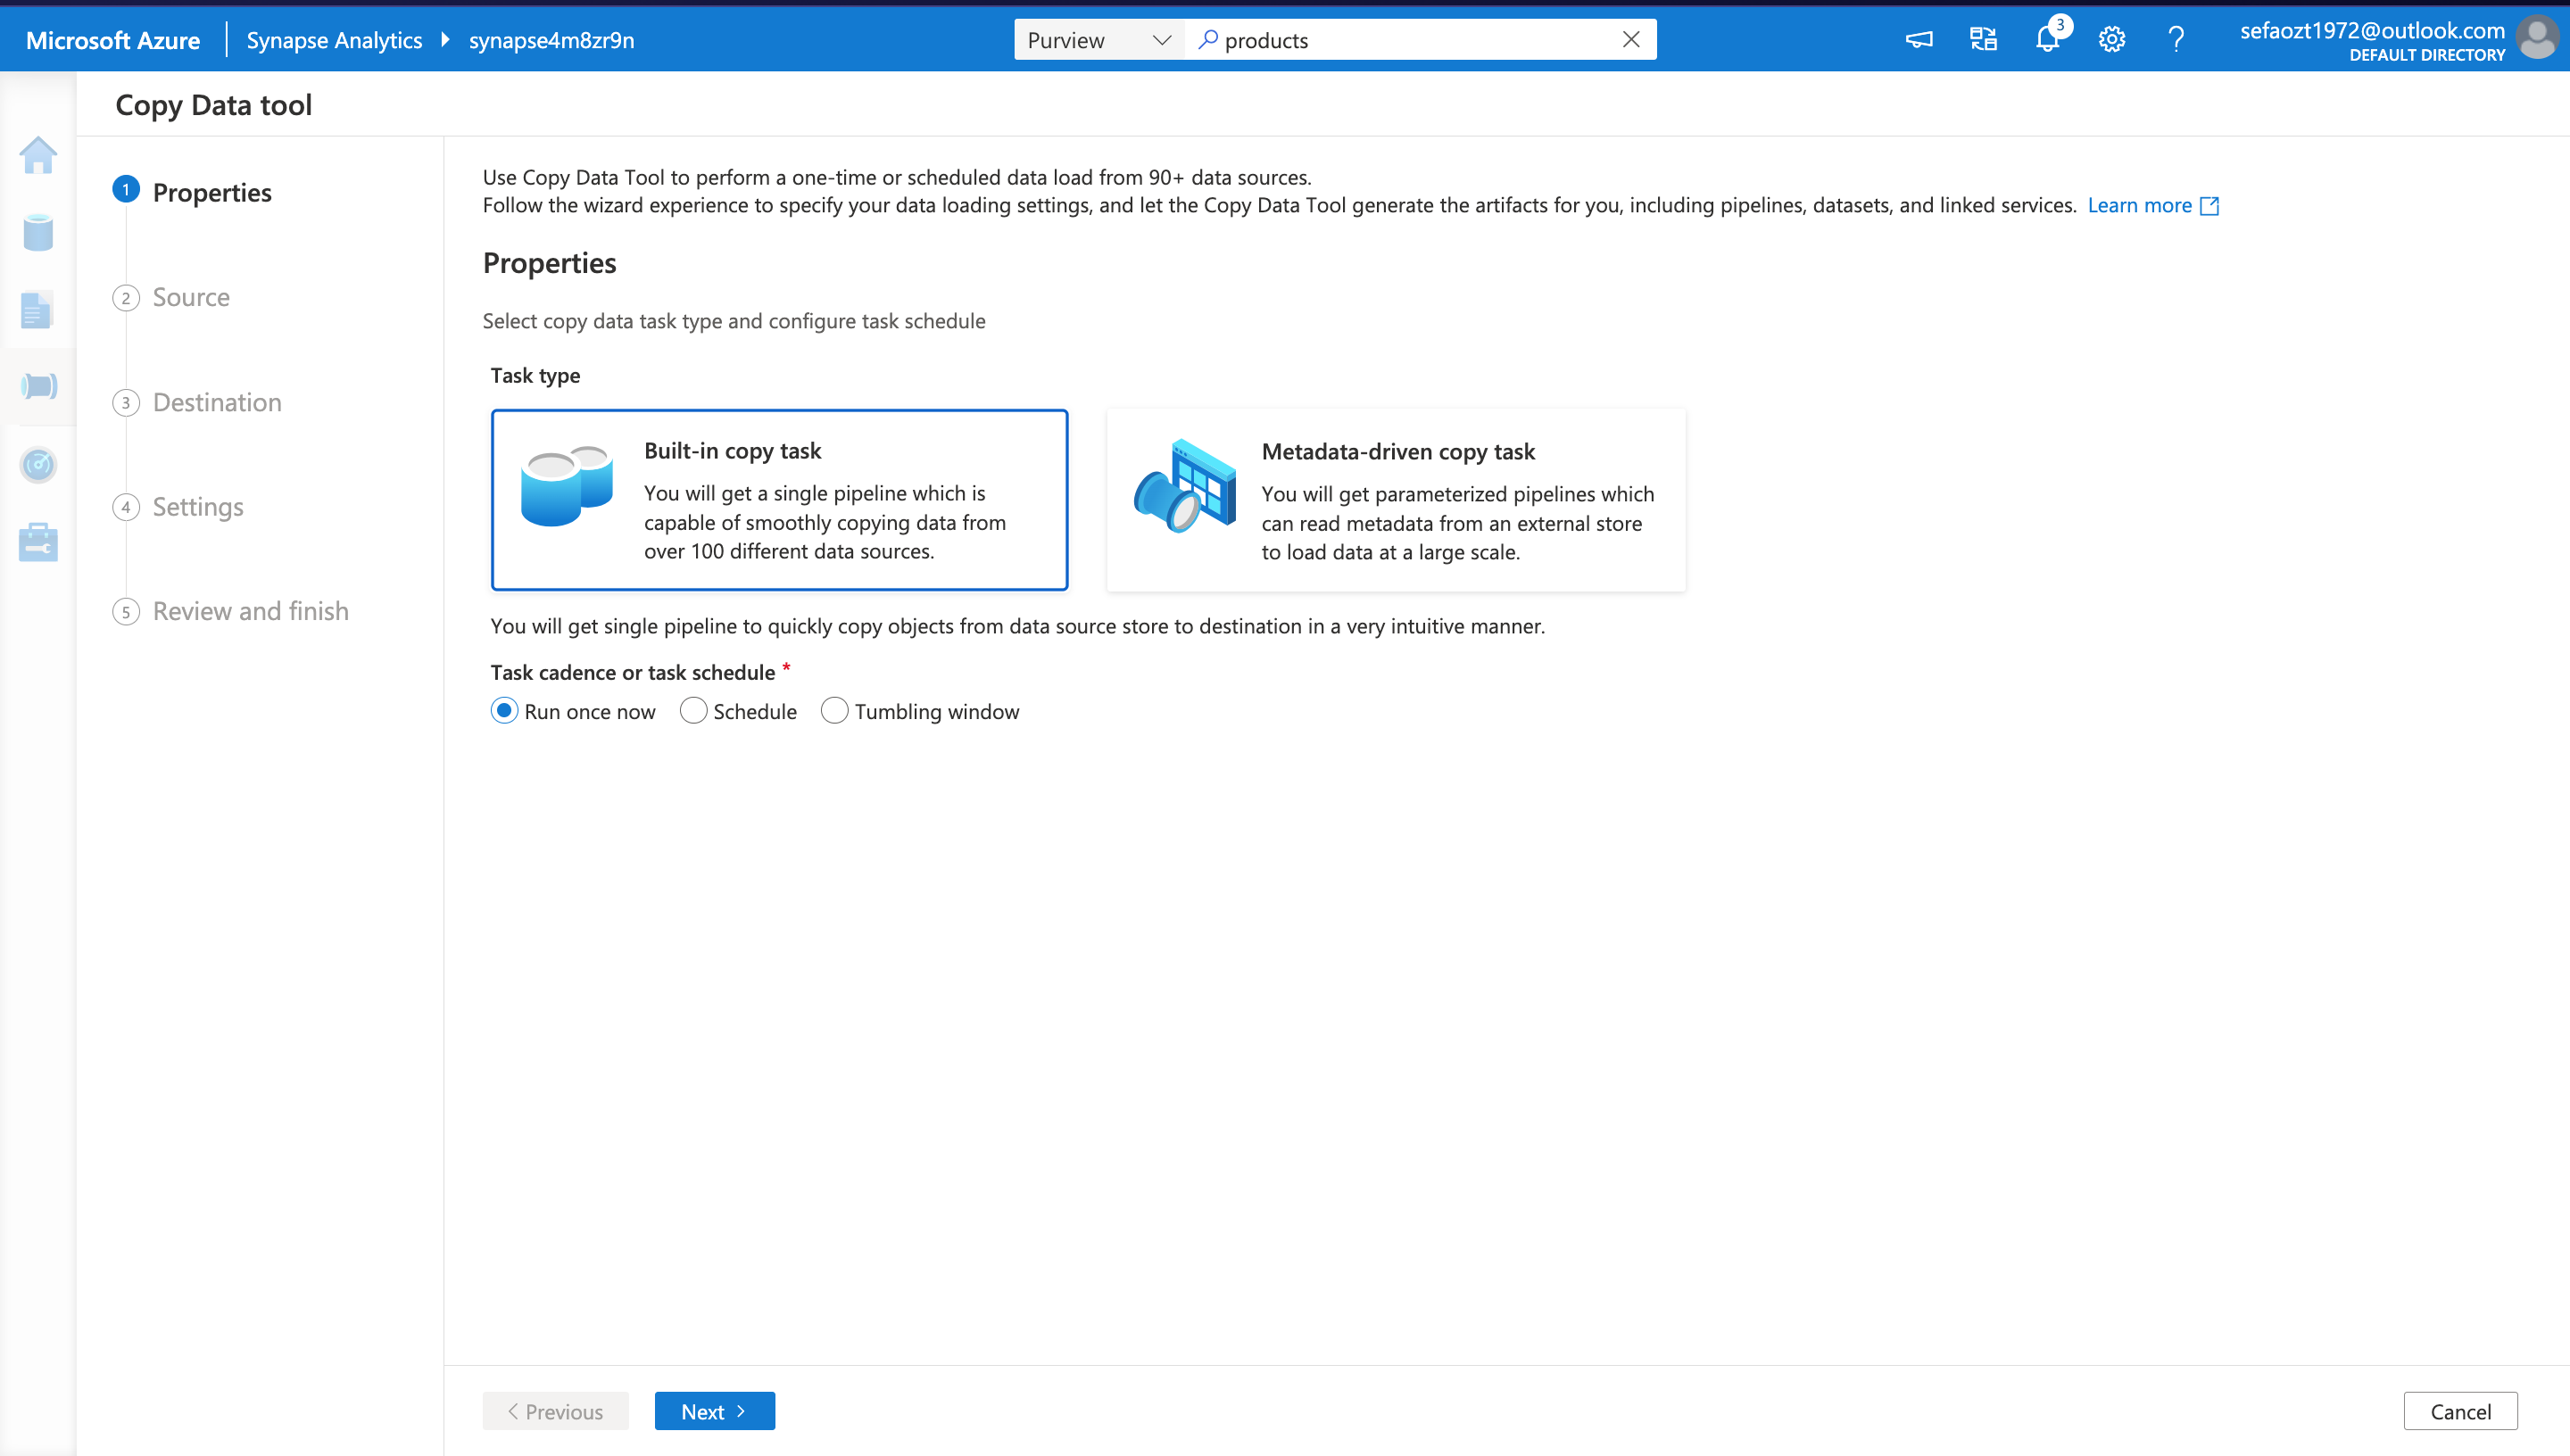 Microsoft Azure
Synapse Analytics
synapse4m8zr9n
Purview
products
3
sefaozt1972@outlook.com
DEFAULT DIRECTORY
Copy Data tool
1 Properties
2 Source
3 Destination
4 Settings
5 Review and finish
Use Copy Data Tool to perform a one-time or scheduled data load from 90+ data sources.
Follow the wizard experience to specify your data loading settings, and let the Copy Data Tool generate the artifacts for you, including pipelines, datasets, and linked services. Learn more
Properties
Select copy data task type and configure task schedule
Task type
Built-in copy task
You will get a single pipeline which is
capable of smoothly copying data from
over 100 different data sources.
Metadata-driven copy task
You will get parameterized pipelines which
can read metadata from an external store
to load data at a large scale.
You will get single pipeline to quickly copy objects from data source store to destination in a very intuitive manner.
Task cadence or task schedule *
Run once now
Schedule
Tumbling window
Previous
Next
Cancel